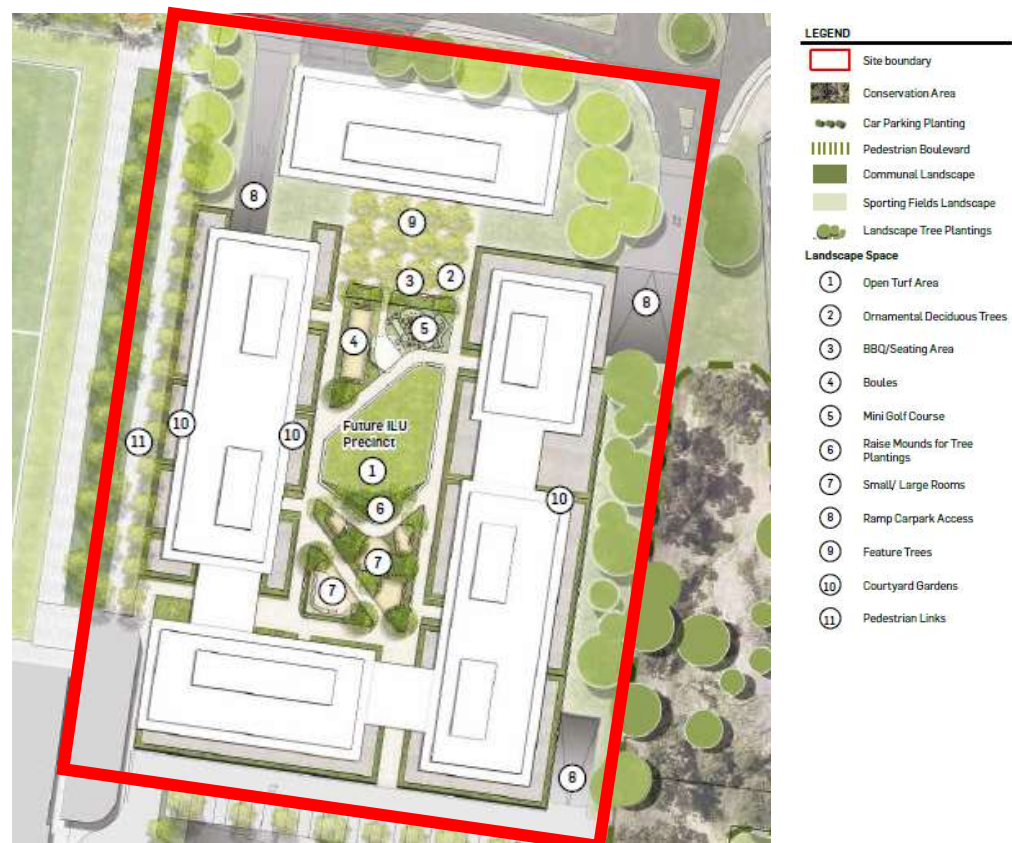 8
9
3
2
5
4
8
Future ILU
Precinct
10
10
11
1
6
10
7
7
8
LEGEND
Site boundary
Conservation Area
Car Parking Planting
Pedestrian Boulevard
Communal Landscape
Sporting Fields Landscape
Landscape Tree Plantings
Landscape Space
1 Open Turf Area
2 Ornamental Deciduous Trees
3 BBQ/Seating Area
4 Boules
5 Mini Golf Course
6 Raise Mounds for Tree
Plantings
7 Small/ Large Rooms
8 Ramp Carpark Access
9 Feature Trees
10 Courtyard Gardens
11 Pedestrian Links